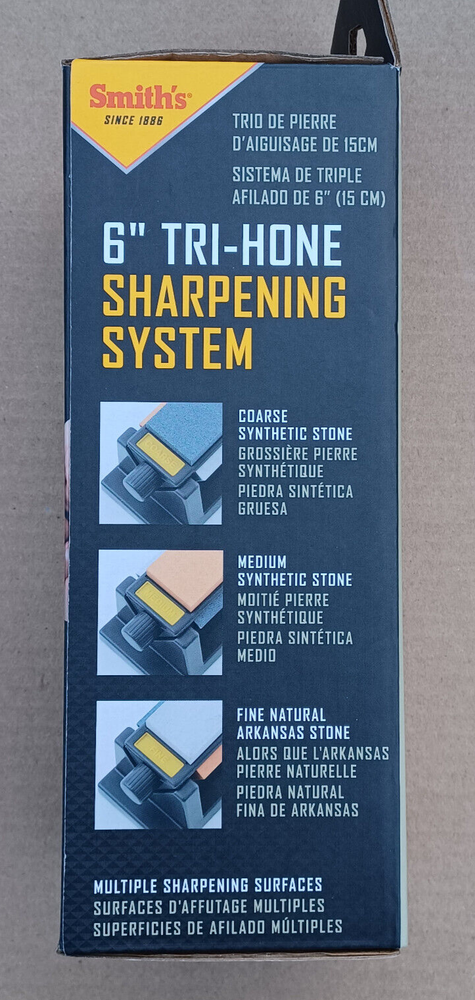 Smith's®
SINCE 1886
TRIO DE PIERRE
D'AIGUISAGE DE 15CM
SISTEMA DE TRIPLE
AFILADO DE 6" (15 CM)
6" TRI-HONE
SHARPENING
SYSTEM
COARSE
SYNTHETIC STONE
GROSSIÈRE PIERRE
SYNTHÉTIQUE
PIEDRA SINTÉTICA
GRUESA
MEDIUM
SYNTHETIC STONE
MOITIÉ PIERRE
SYNTHÉTIQUE
PIEDRA SINTÉTICA
MEDIO
FINE NATURAL
ARKANSAS STONE
ALORS QUE L'ARKANSAS
PIERRE NATURELLE
PIEDRA NATURAL
FINA DE ARKANSAS
MULTIPLE SHARPENING SURFACES
SURFACES D'AFFUTAGE MULTIPLES
SUPERFICIES DE AFILADO MÚLTIPLES